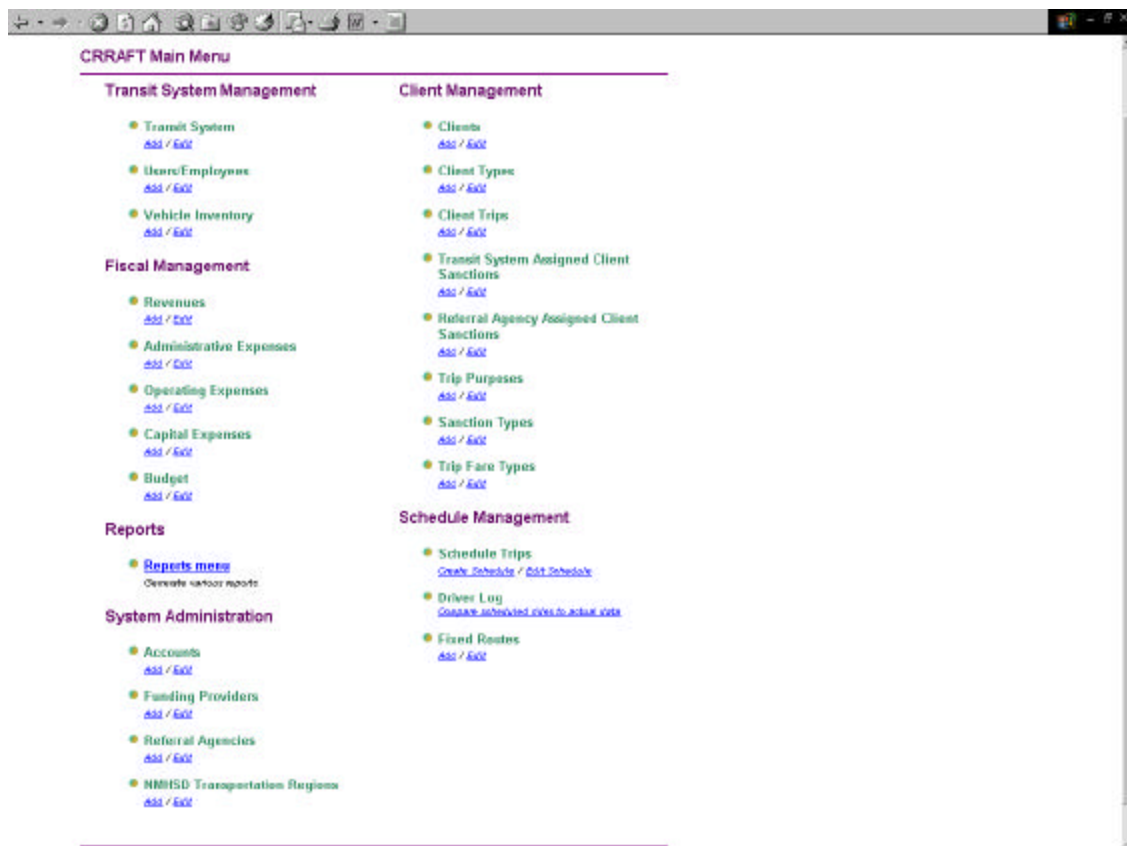 CRRAFT Main Menu
Transit System Management
Transit System
Add / Edit
Users/Employees
Add / Edit
Vehicle Inventory
Add / Edit
Fiscal Management
Revenues
Add / Edit
Administrative Expenses
Add / Edit
Operating Expenses
Add / Edit
Capital Expenses
Add / Edit
Budget
Add / Edit
Reports
Reports menu
Generate various reports
System Administration
Accounts
Add / Edit
Funding Providers
Add / Edit
Referral Agencies
Add / Edit
NMHSD Transportation Regions
Add / Edit
Client Management
Clients
Add / Edit
Client Types
Add / Edit
Client Trips
Add / Edit
Transit System Assigned Client
Sanctions
Add / Edit
Referral Agency Assigned Client
Sanctions
Add / Edit
Trip Purposes
Add / Edit
Sanction Types
Add / Edit
Trip Fare Types
Add / Edit
Schedule Management
Schedule Trips
Create Schedule / Edit Schedule
Driver Log
Compare scheduled rides to actual data
Fixed Routes
Add / Edit